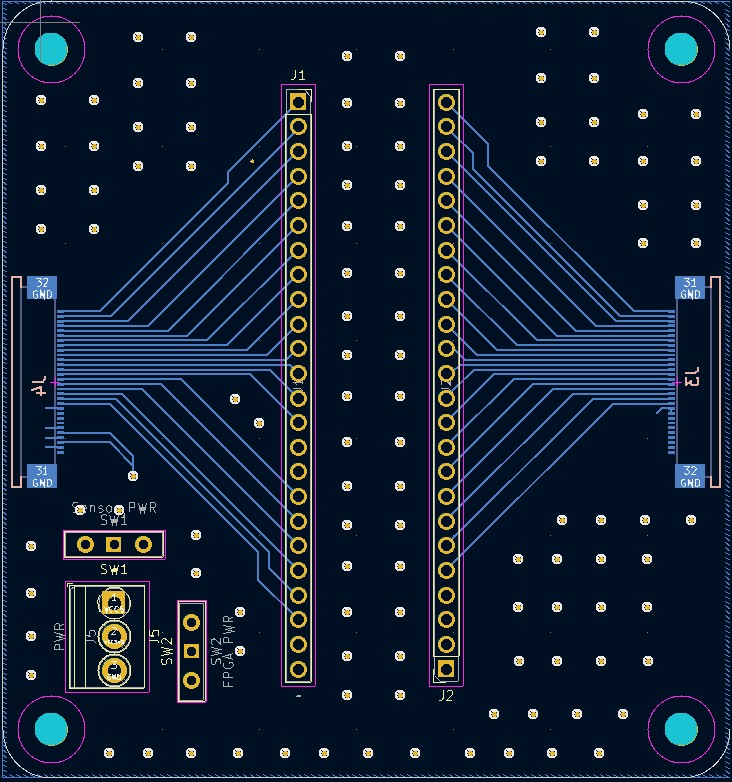 J1
32
GND
31
GND
J4
J3
31
GND
32
GND
Sensor PWR
SW1
SW1
1
PWR
J5
J5
SW2
SW2
FPGA PWR
J2